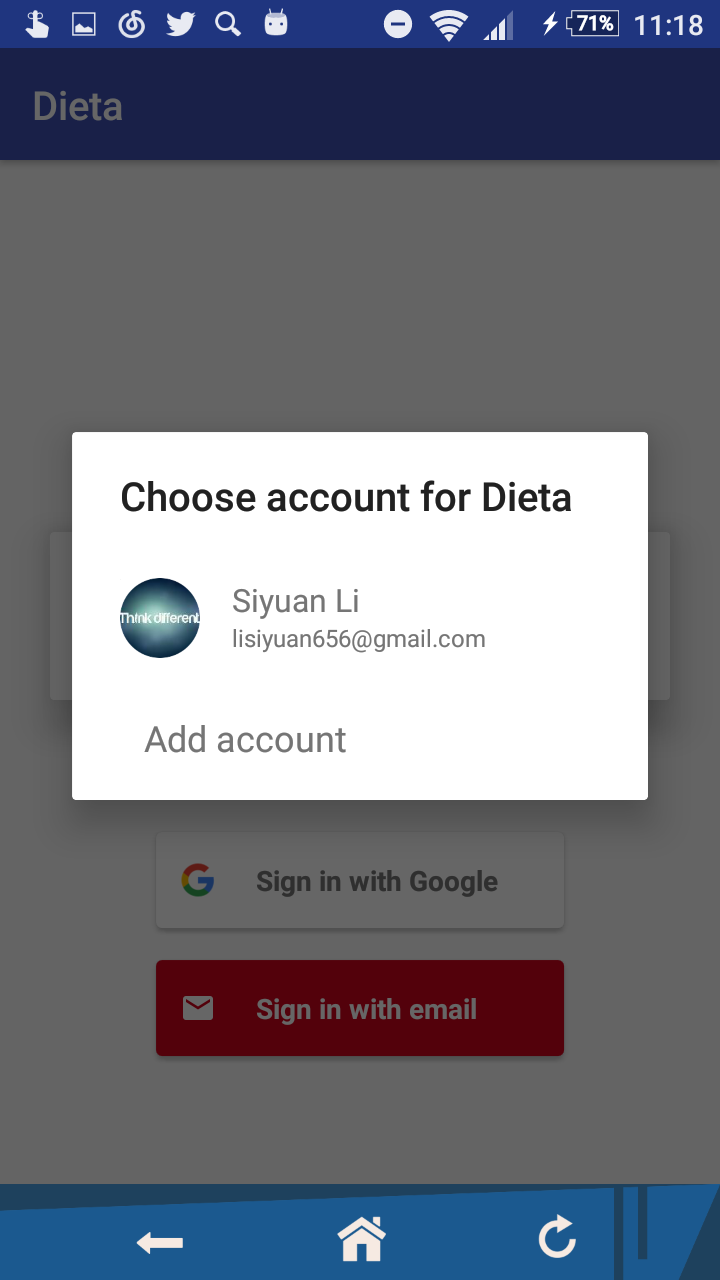 71% 11:18
Dieta
Choose account for Dieta
Think different
Siyuan Li
lisiyuan656@gmail.com
Add account
Sign in with Google
Sign in with email